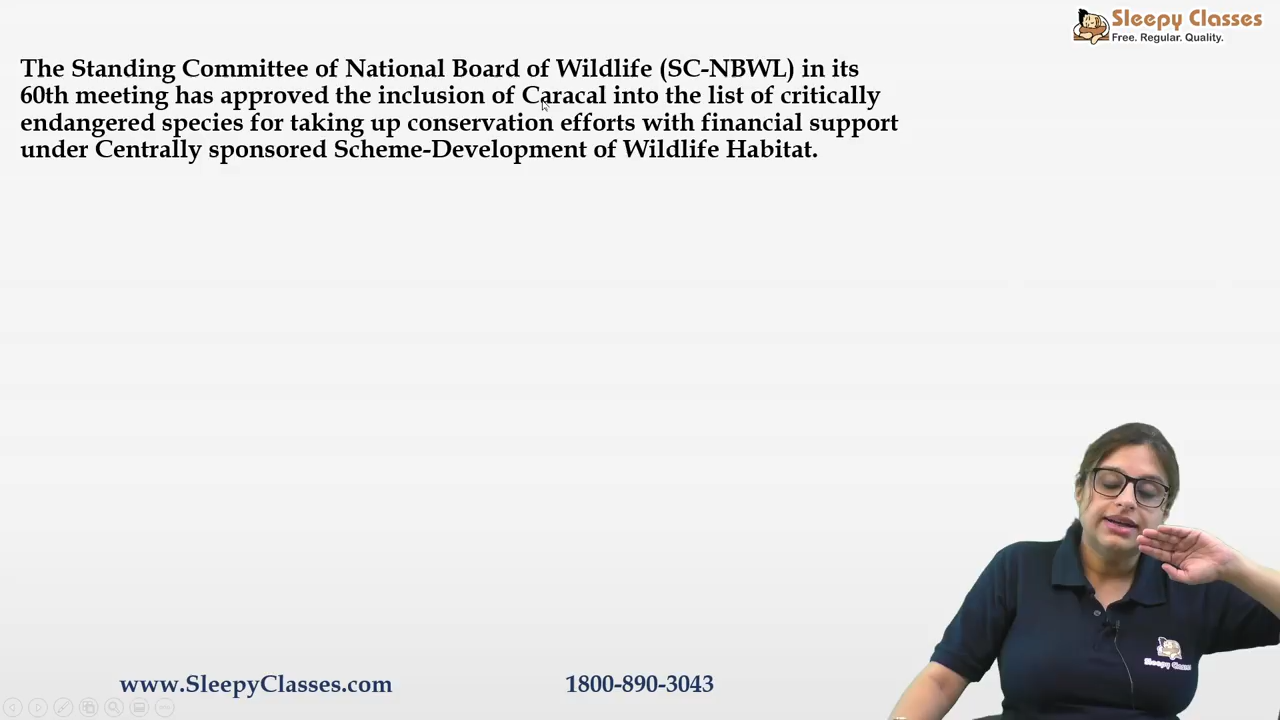 Sleepy Classes
Free. Regular. Quality.
The Standing Committee of National Board of Wildlife (SC-NBWL) in its
60th meeting has approved the inclusion of Caracal into the list of critically
endangered species for taking up conservation efforts with financial support
under Centrally sponsored Scheme-Development of Wildlife Habitat.
Sleepy Classes
www.SleepyClasses.com
1800-890-3043